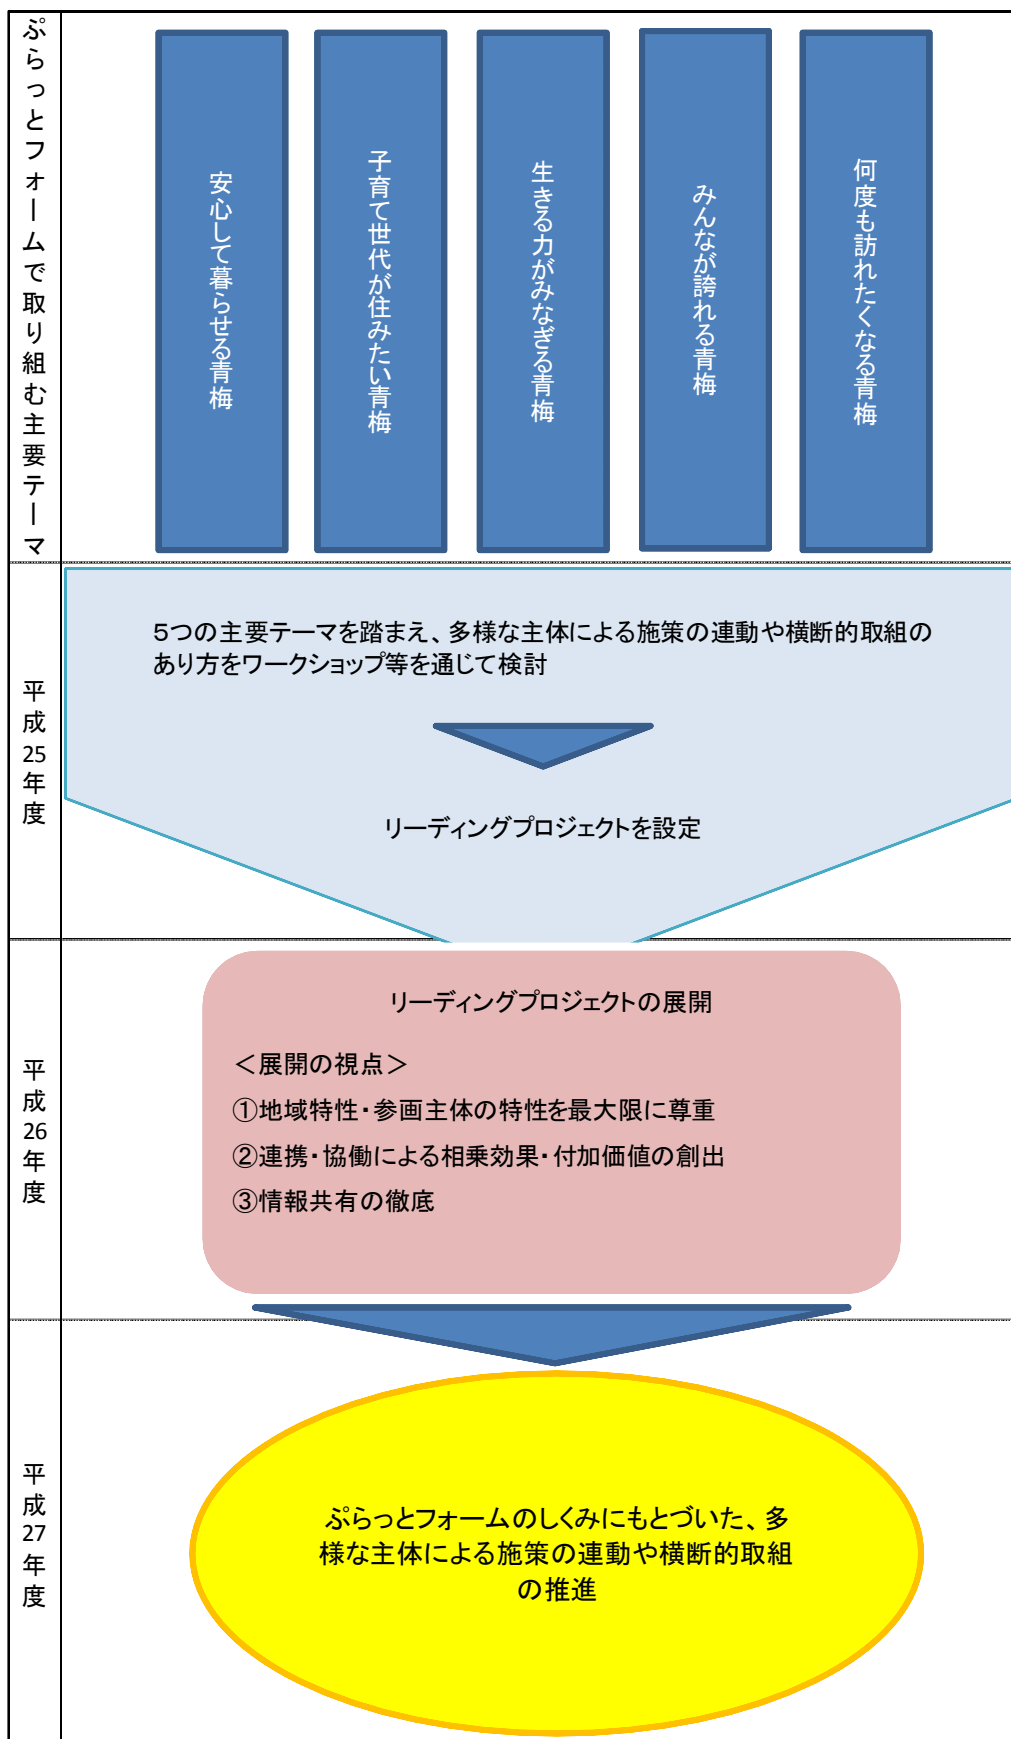 ぷらっとフォームで取り組む主要テーマ
安心して暮らせる青梅
子育て世代が住みたい青梅
生きる力がみなぎる青梅
みんなが誇れる青梅
何度も訪れたくなる青梅
平成25年度
5つの主要テーマを踏まえ、多様な主体による施策の連動や横断的取組の
あり方をワークショップ等を通じて検討
リーディングプロジェクトを設定
平成26年度
リーディングプロジェクトの展開
＜展開の視点＞
①地域特性・参画主体の特性を最大限に尊重
②連携・協働による相乗効果・付加価値の創出
③情報共有の徹底
平成27年度
ぷらっとフォームのしくみにもとづいた、多
様な主体による施策の連動や横断的取組
の推進